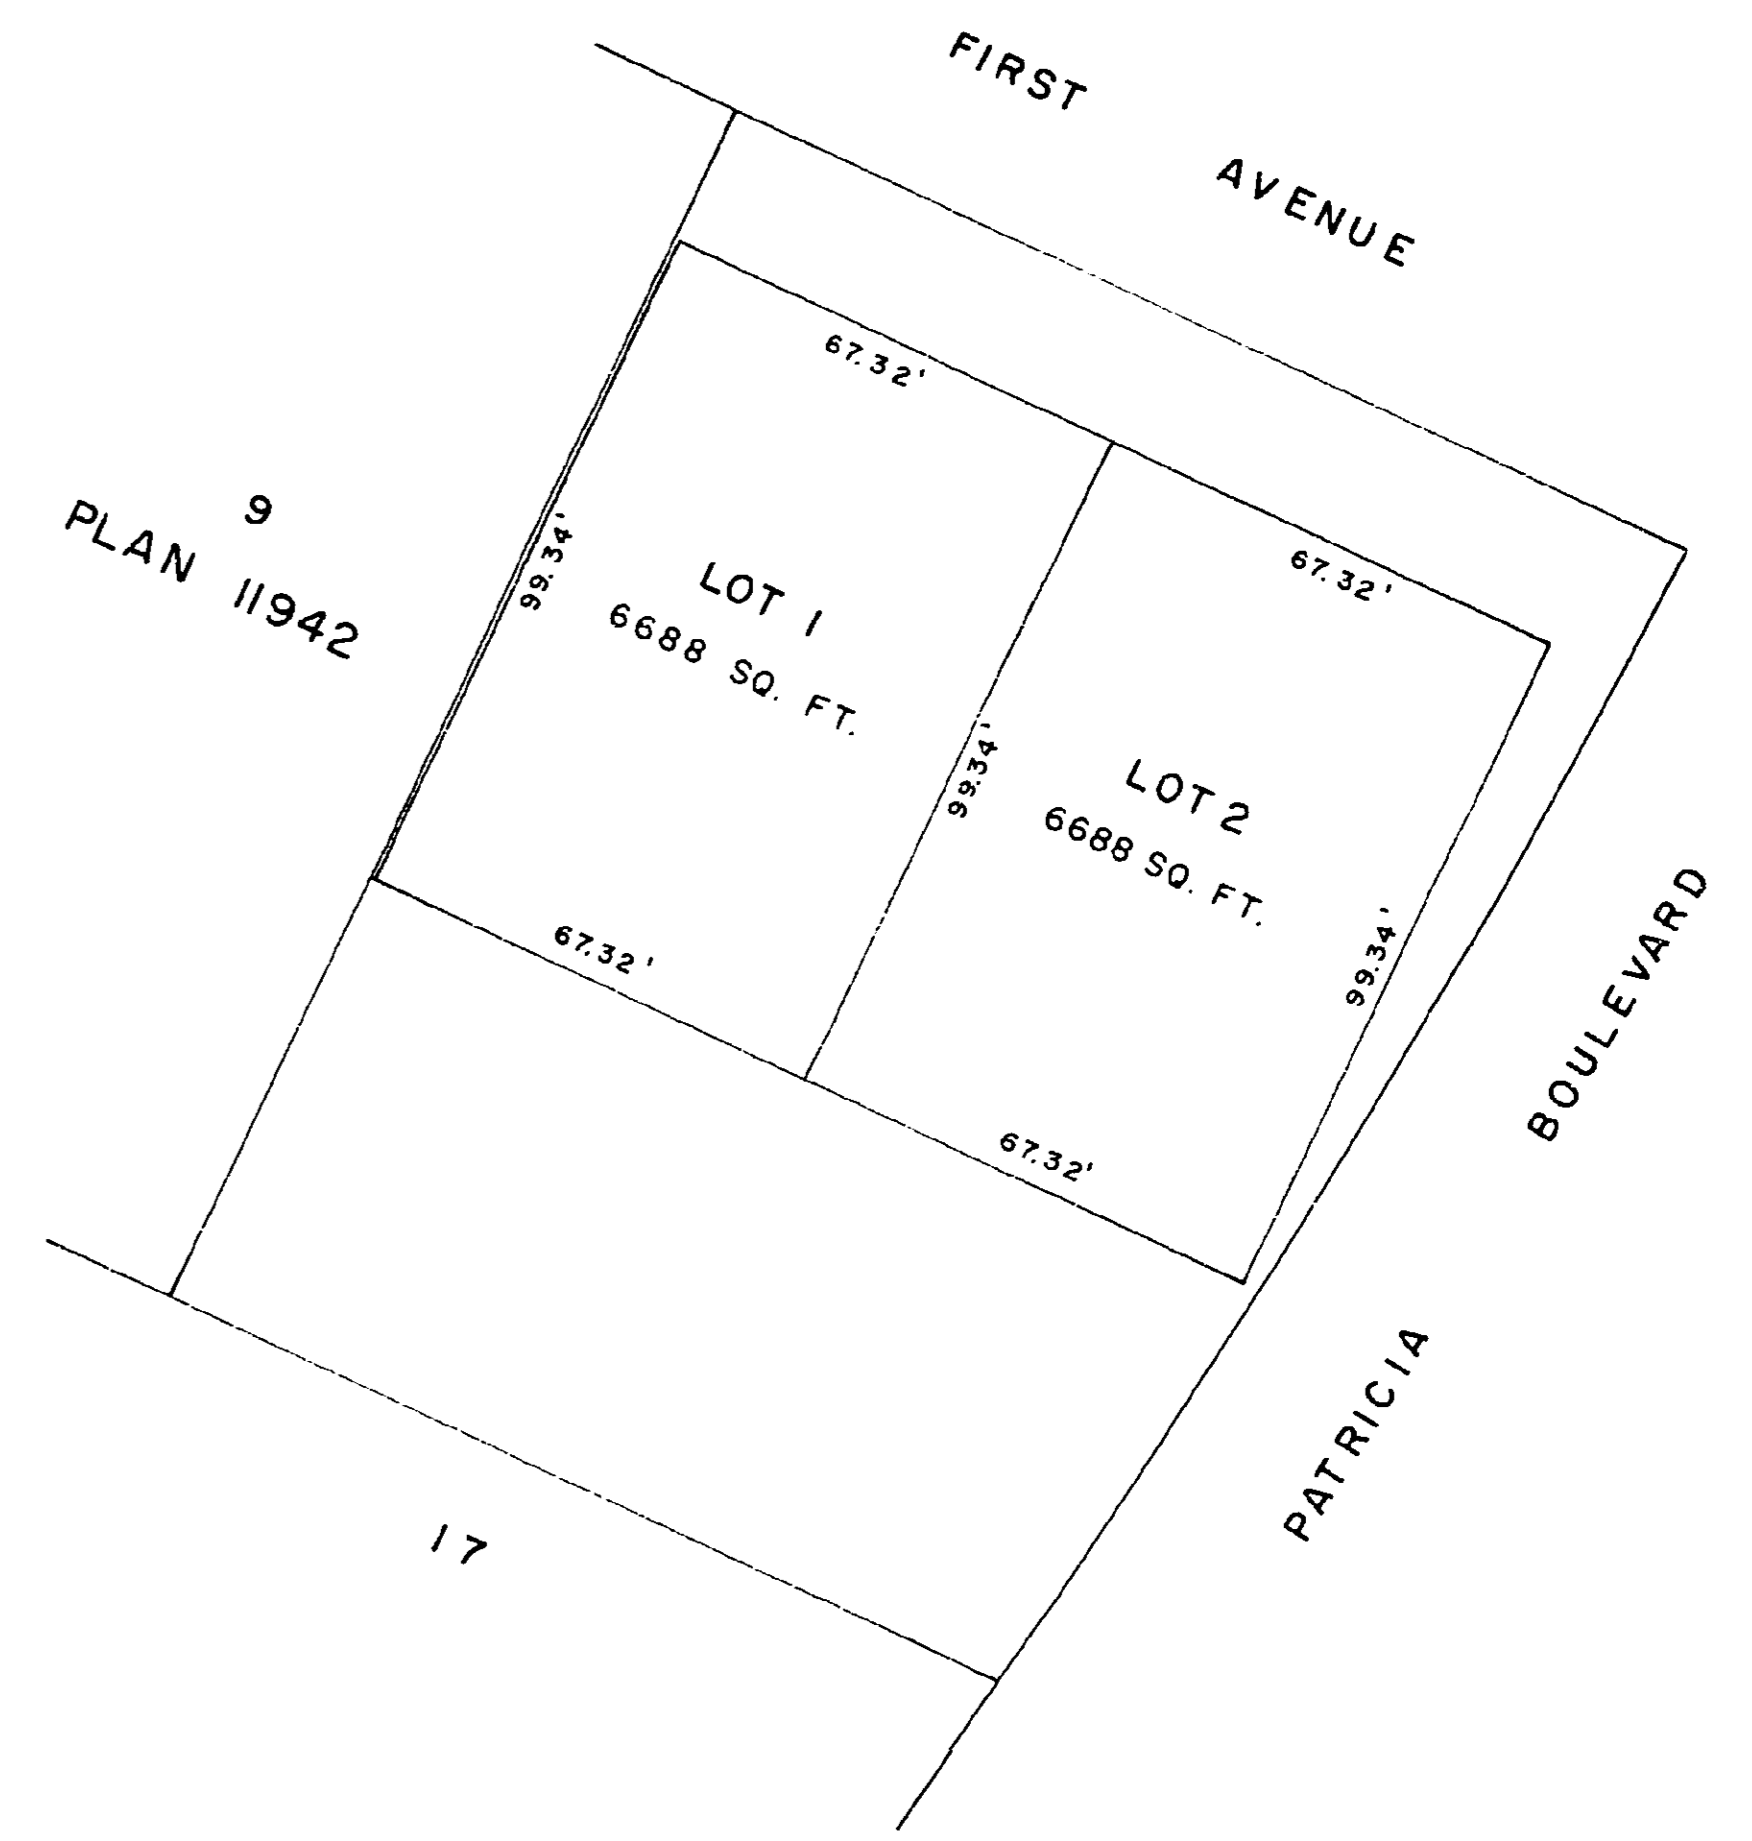 FIRST AVENUE
67.32'
67.32'
9
PLAN 11942
99.34'
LOT 1
6688 SQ. FT.
99.34'
LOT 2
6688 SQ. FT.
99.34'
67.32'
67.32'
PATRICIA BOULEVARD
17